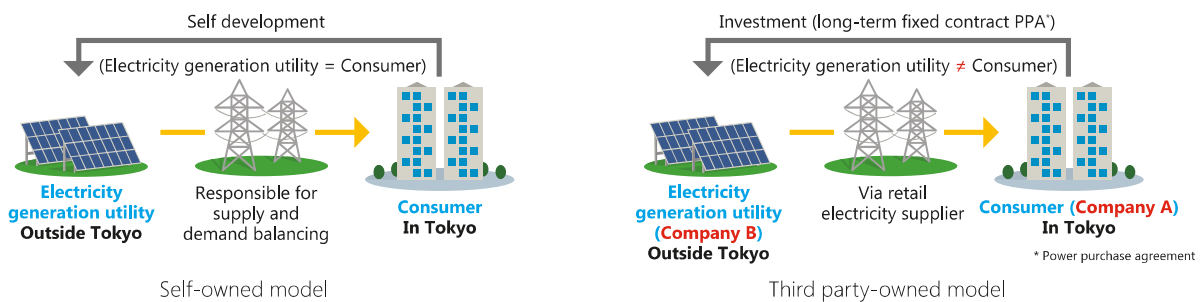 Self development
(Electricity generation utility = Consumer)
Electricity
generation utility
Outside Tokyo
Responsible for
supply and
demand balancing
Consumer
In Tokyo
Self-owned model
Investment (long-term fixed contract PPA*)
(Electricity generation utility ≠ Consumer)
Electricity
generation utility
(Company B)
Outside Tokyo
Via retail
electricity supplier
Consumer (Company A)
In Tokyo
* Power purchase agreement
Third party-owned model